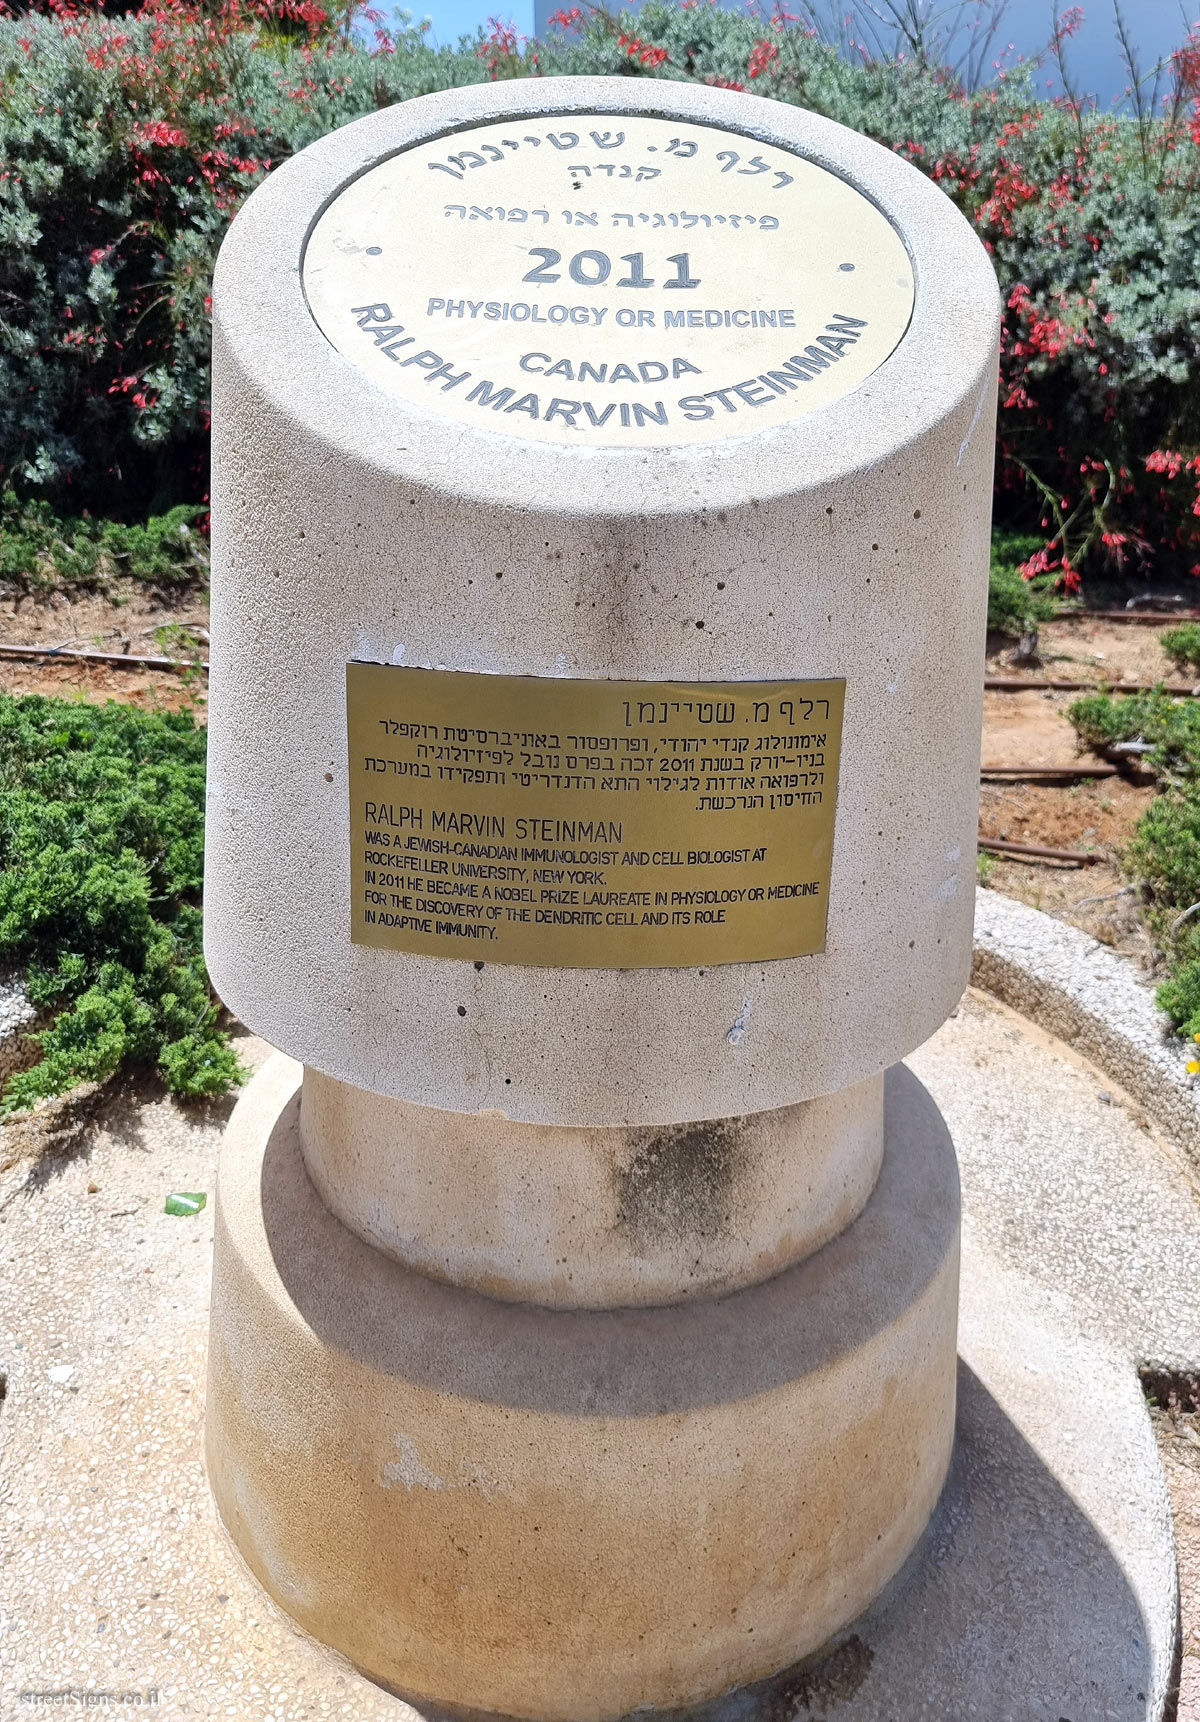 רלף מ. שטיינמן
קנדה
פיזיולוגיה או רפואה
2011
PHYSIOLOGY OR MEDICINE
CANADA
RALPH MARVIN STEINMAN
רלף מ. שטיינמן
אימונולוג קנדי יהודי, ופרופסור באוניברסיטת רוקפלר
בניו-יורק בשנת 2011 זכה בפרס נובל לפיזיולוגיה
ולרפואה אודות לגילוי התא הדנדריטי ותפקידו במערכת
החיסון הנרכשת.
RALPH MARVIN STEINMAN
WAS A JEWISH-CANADIAN IMMUNOLOGIST AND CELL BIOLOGIST AT
ROCKEFELLER UNIVERSITY, NEW YORK.
IN 2011 HE BECAME A NOBEL PRIZE LAUREATE IN PHYSIOLOGY OR MEDICINE
FOR THE DISCOVERY OF THE DENDRITIC CELL AND ITS ROLE
IN ADAPTIVE IMMUNITY.
streetSigns.co.il